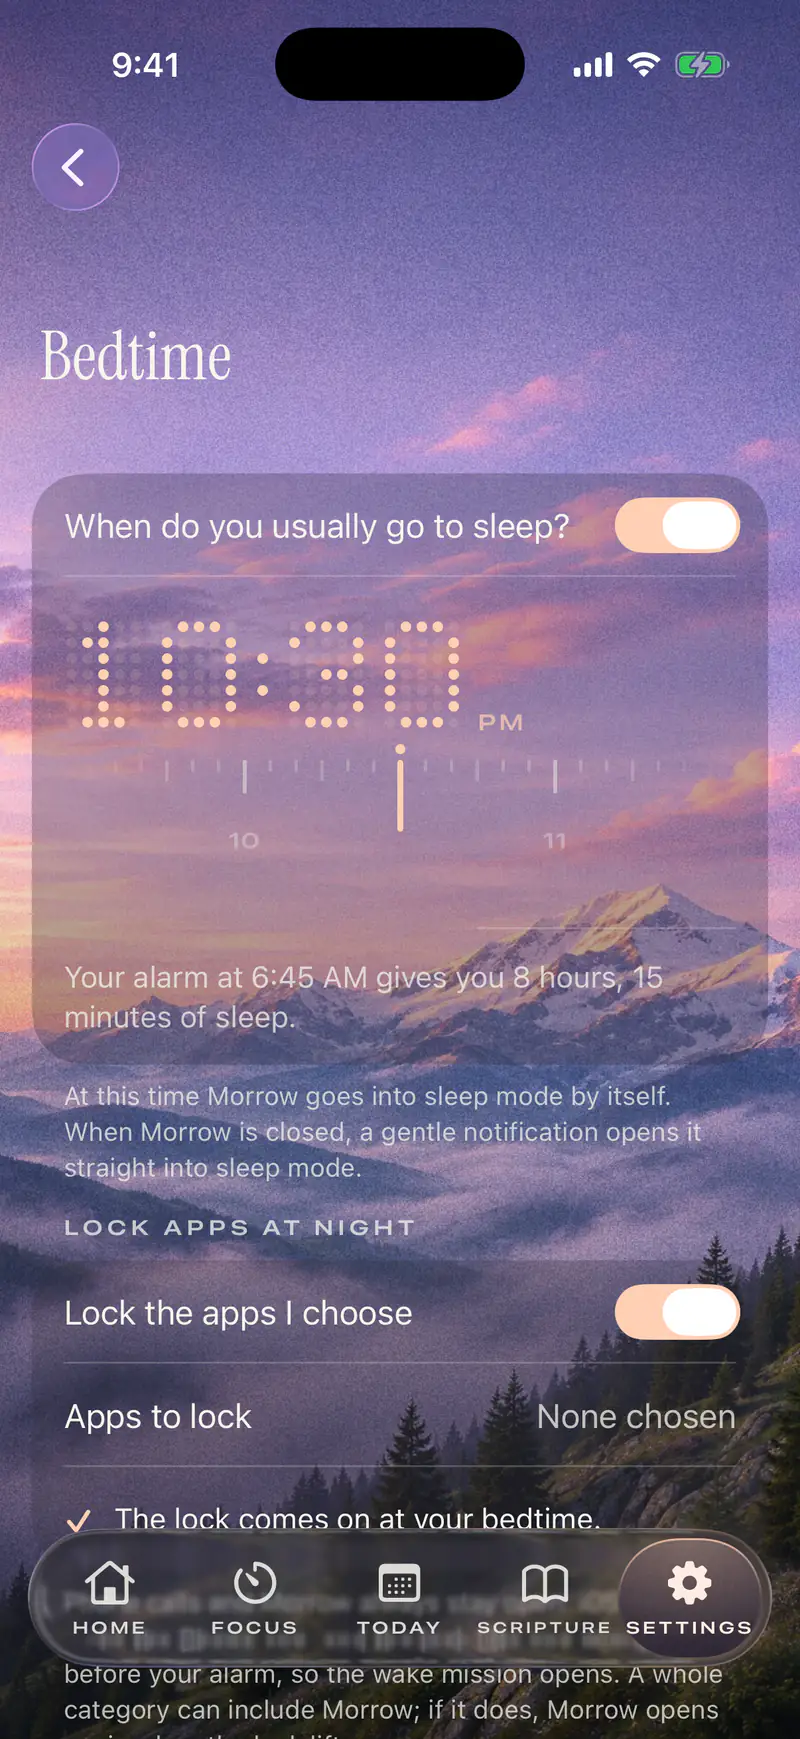 9:41
Bedtime
When do you usually go to sleep?
10:30 PM
10 11
Your alarm at 6:45 AM gives you 8 hours, 15
minutes of sleep.
At this time Morrow goes into sleep mode by itself.
When Morrow is closed, a gentle notification opens it
straight into sleep mode.
LOCK APPS AT NIGHT
Lock the apps I choose
Apps to lock None chosen
The lock comes on at your bedtime.
HOME FOCUS TODAY SCRIPTURE SETTINGS
before your alarm, so the wake mission opens. A whole
category can include Morrow; if it does, Morrow opens